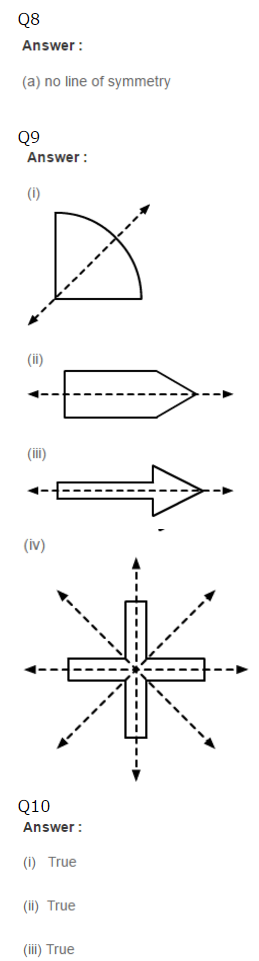 Q8
Answer :
(a) no line of symmetry
Q9
Answer :
(i)
(ii)
(iii)
(iv)
Q10
Answer :
(i) True
(ii) True
(iii) True